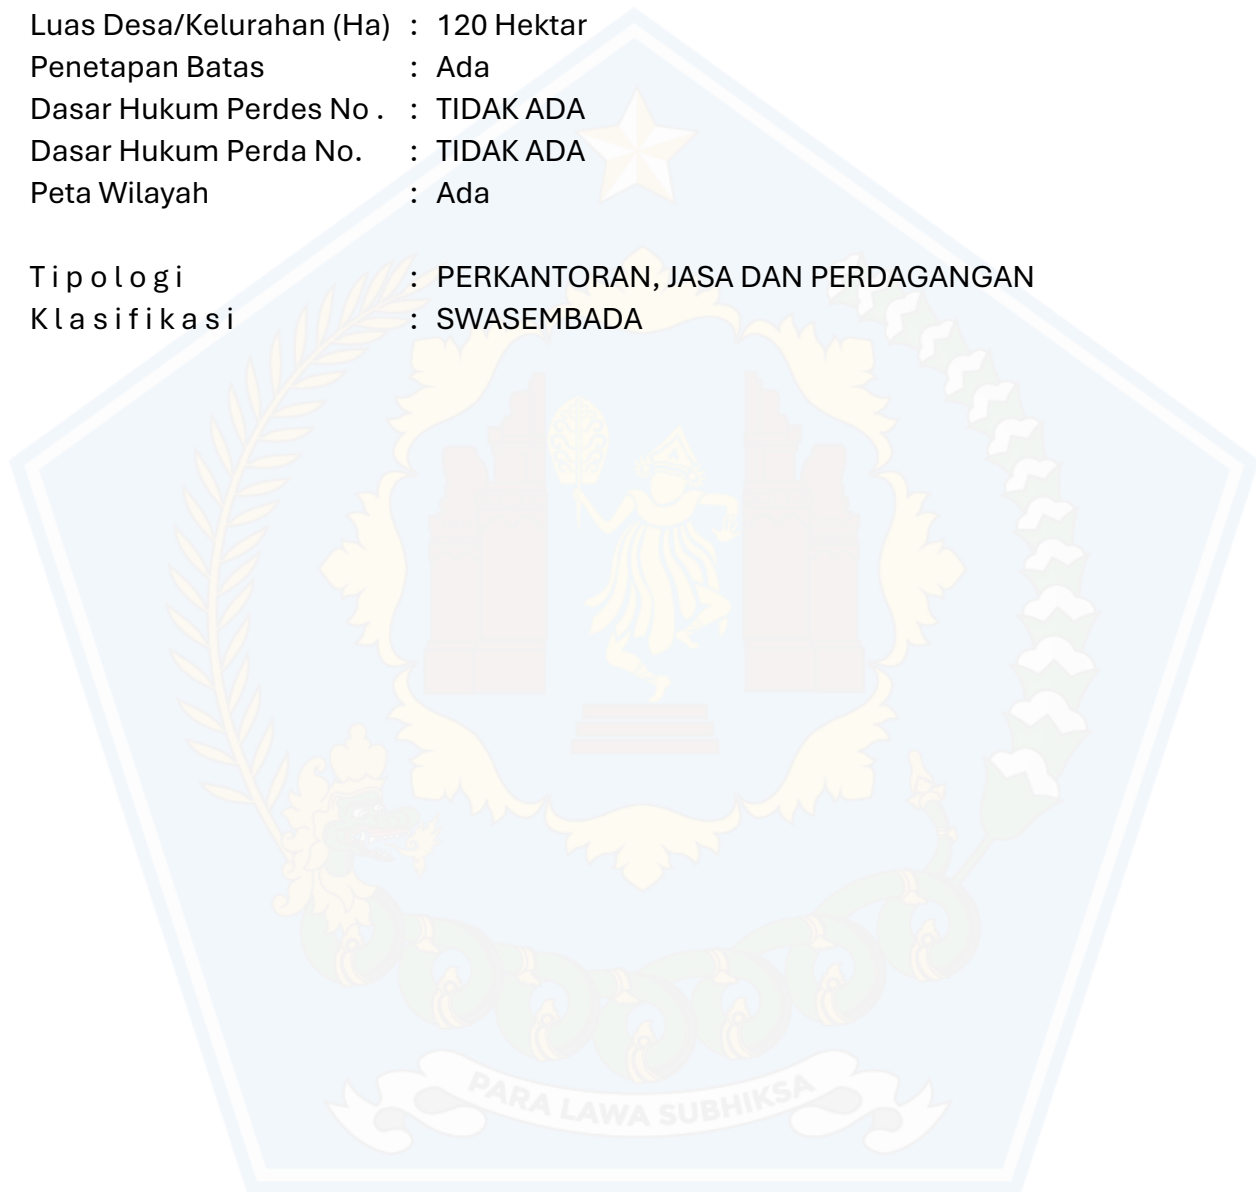 Luas Desa/Kelurahan (Ha) : 120 Hektar
Penetapan Batas : Ada
Dasar Hukum Perdes No . : TIDAK ADA
Dasar Hukum Perda No. : TIDAK ADA
Peta Wilayah : Ada
T i p o l o g i : PERKANTORAN, JASA DAN PERDAGANGAN
K l a s i f i k a s i : SWASEMBADA
PARA LAWA SUBHIKSA